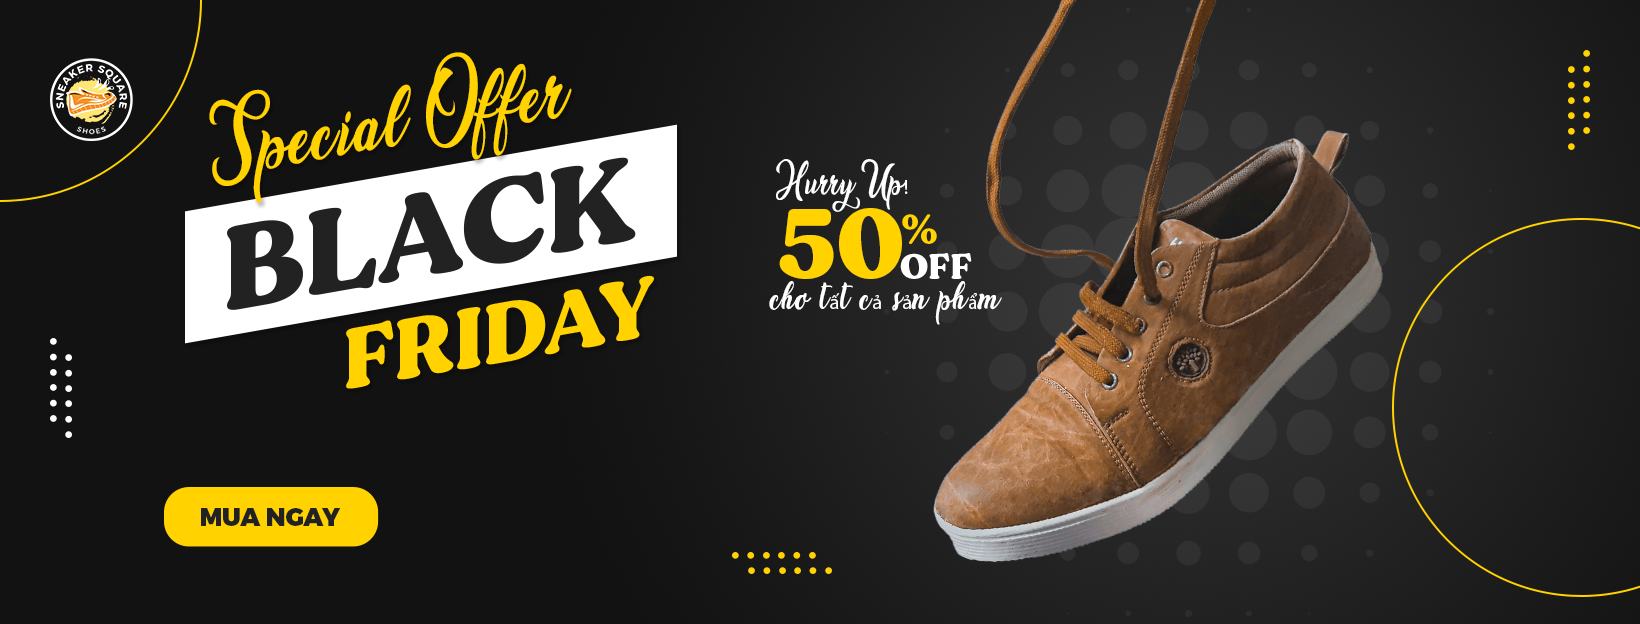 SNEAKER SQUARE
SHOES
Special Offer
BLACK
FRIDAY
Hurry Up!
50%
OFF
cho tất cả sản phẩm
MUA NGAY